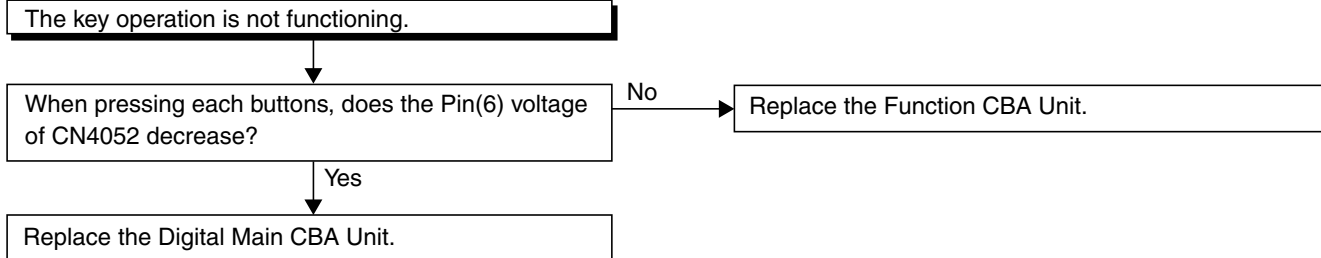 The key operation is not functioning.
When pressing each buttons, does the Pin(6) voltage
of CN4052 decrease?
No
Replace the Function CBA Unit.
Yes
Replace the Digital Main CBA Unit.